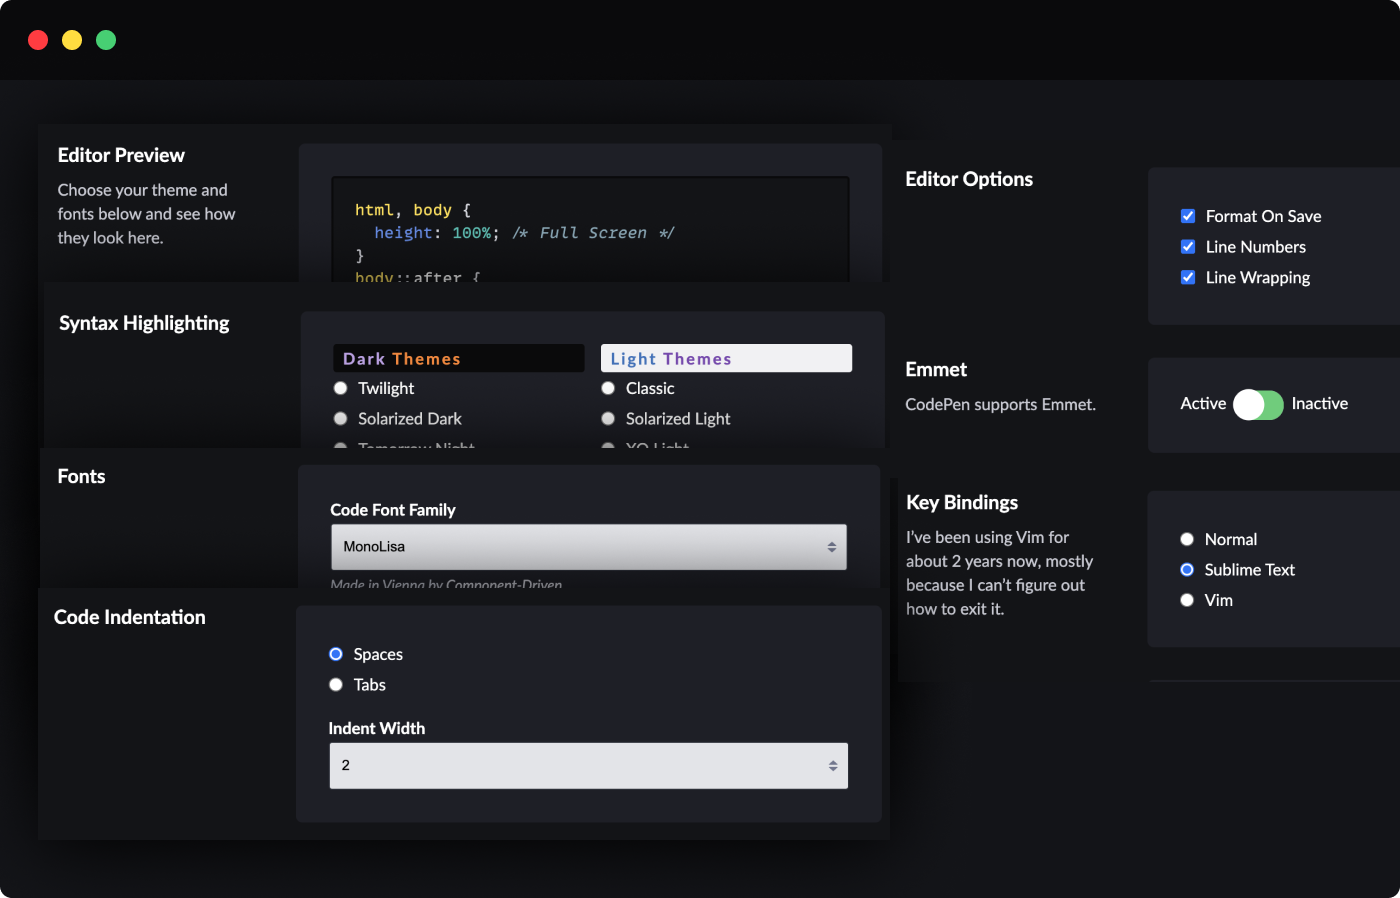 Editor Preview
Choose your theme and
fonts below and see how
they look here.
html, body {
height: 100%; /* Full Screen */
}
body::after {
Syntax Highlighting
Dark Themes
Twilight
Solarized Dark
Tomorrow Night
Light Themes
Classic
Solarized Light
XQ Light
Fonts
Code Font Family
MonoLisa
Made in Vienna by Component-Driven
Code Indentation
Spaces
Tabs
Indent Width
2
Editor Options
Format On Save
Line Numbers
Line Wrapping
Emmet
CodePen supports Emmet.
Active
Inactive
Key Bindings
I’ve been using Vim for
about 2 years now, mostly
because I can’t figure out
how to exit it.
Normal
Sublime Text
Vim